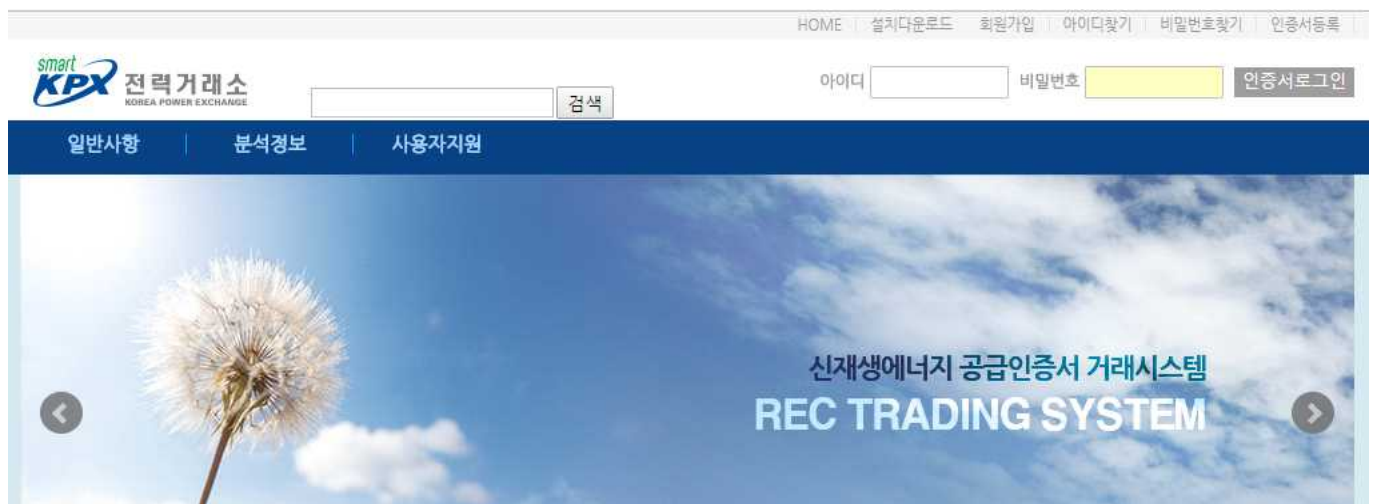 HOME 설치다운로드 회원가입 아이디찾기 비밀번호찾기 인증서등록
smart KPX 전력거래소
KOREA POWER EXCHANGE
검색
아이디 비밀번호 인증서로그인
일반사항 분석정보 사용자지원
신재생에너지 공급인증서 거래시스템
REC TRADING SYSTEM